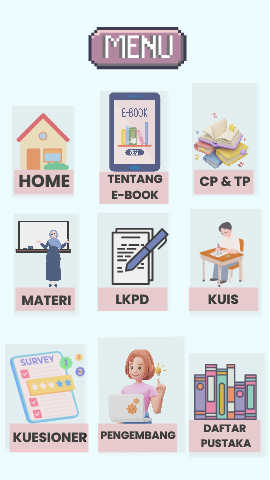 MENU
E-BOOK
HOME
TENTANG
E-BOOK
CP & TP
MATERI
LKPD
KUIS
SURVEY
KUESIONER
PENGEMBANG
DAFTAR
PUSTAKA